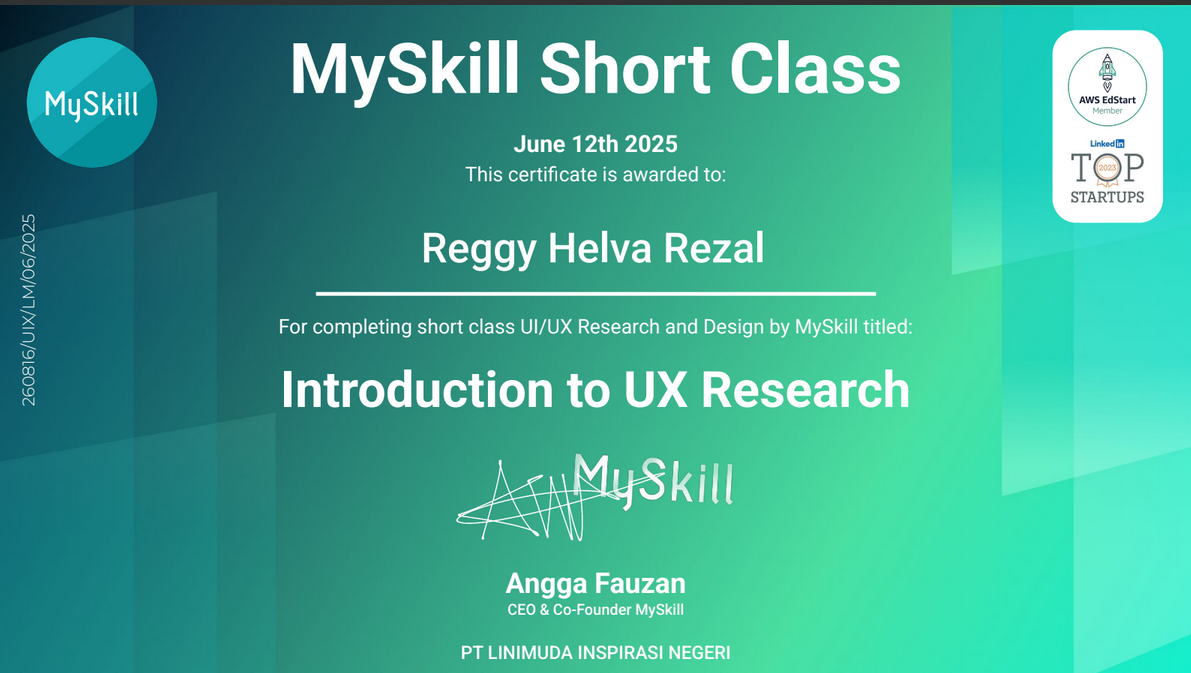 MySkill
MySkill Short Class
AWS EdStart
Member
LinkedIn
TOP
2023
STARTUPS
June 12th 2025
This certificate is awarded to:
Reggy Helva Rezal
260816/UIX/LM/06/2025
For completing short class UI/UX Research and Design by MySkill titled:
Introduction to UX Research
MySkill
Angga Fauzan
CEO & Co-Founder MySkill
PT LINIMUDA INSPIRASI NEGERI